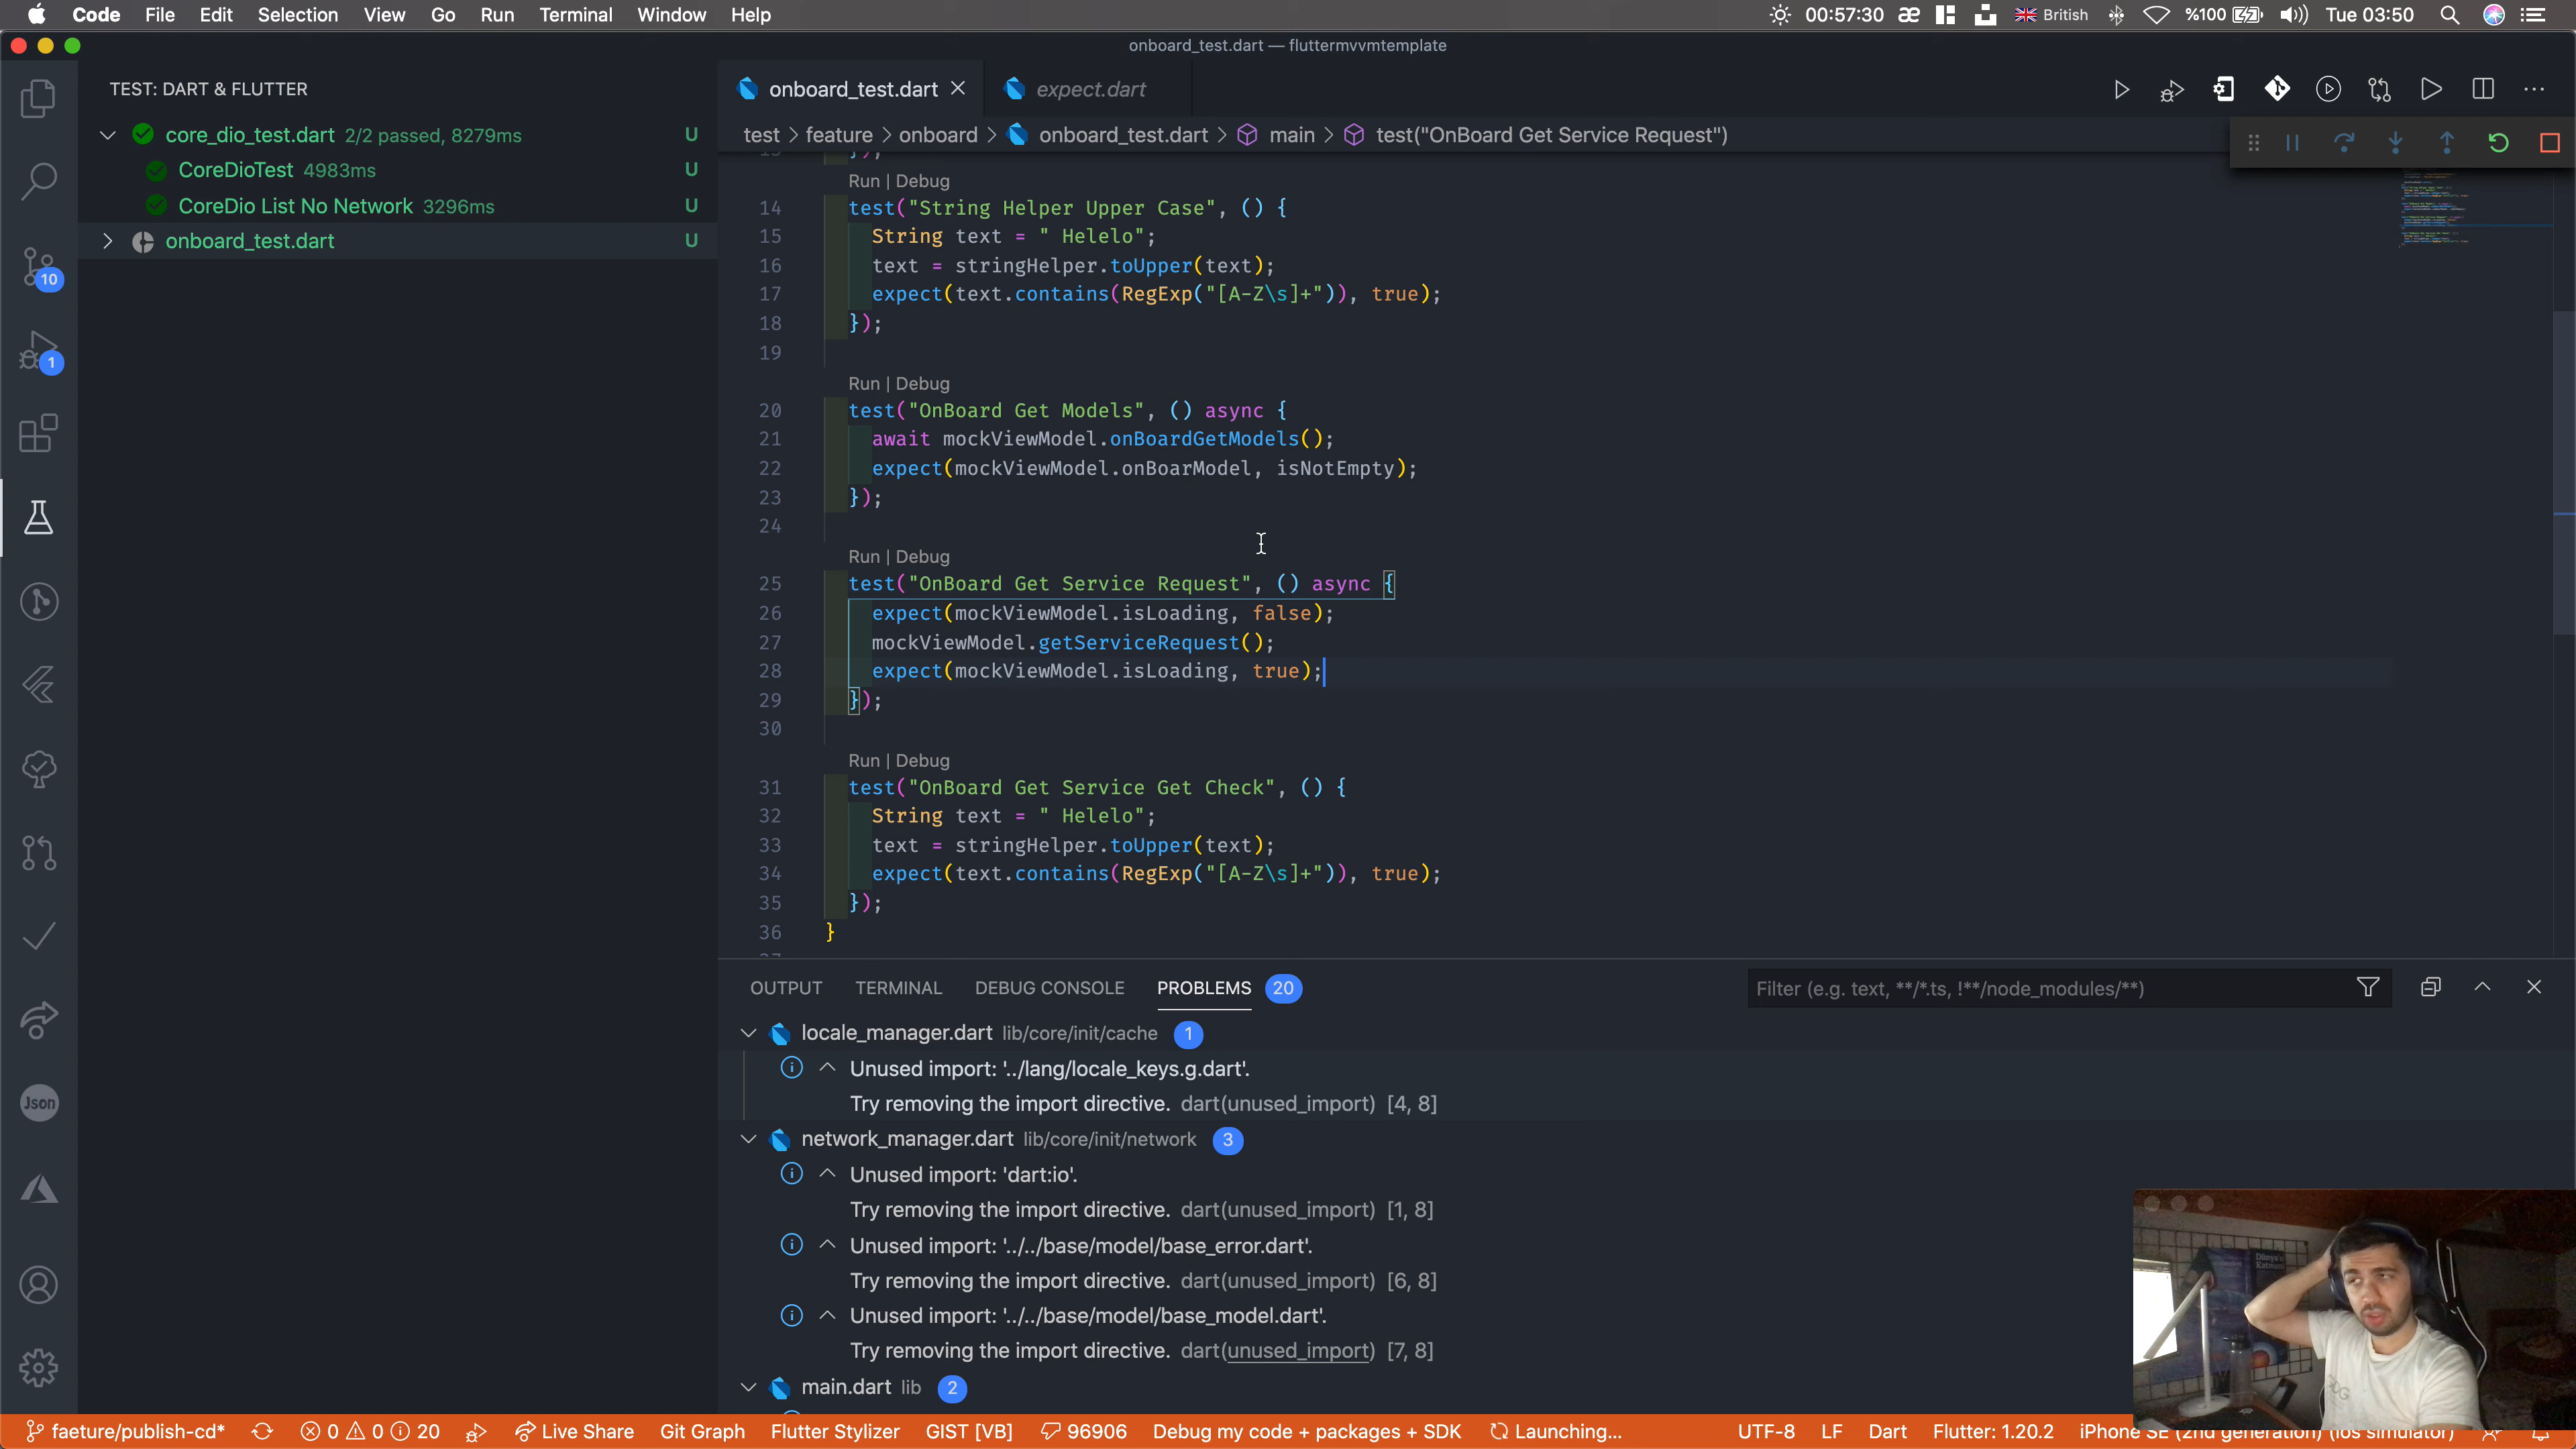 Code File Edit Selection View Go Run Terminal Window Help
00:57:30 æ British %100 Tue 03:50
onboard_test.dart — fluttermvvmtemplate
TEST: DART & FLUTTER
core_dio_test.dart 2/2 passed, 8279ms U
CoreDioTest 4983ms U
CoreDio List No Network 3296ms U
onboard_test.dart U
10
1
Json
onboard_test.dart expect.dart
test > feature > onboard > onboard_test.dart > main > test("OnBoard Get Service Request")
Run | Debug
14 test("String Helper Upper Case", () {
15 String text = " Helelo";
16 text = stringHelper.toUpper(text);
17 expect(text.contains(RegExp("[A-Z\s]+")), true);
18 });
19
Run | Debug
20 test("OnBoard Get Models", () async {
21 await mockViewModel.onBoardGetModels();
22 expect(mockViewModel.onBoarModel, isNotEmpty);
23 });
24
Run | Debug
25 test("OnBoard Get Service Request", () async {
26 expect(mockViewModel.isLoading, false);
27 mockViewModel.getServiceRequest();
28 expect(mockViewModel.isLoading, true);
29 });
30
Run | Debug
31 test("OnBoard Get Service Get Check", () {
32 String text = " Helelo";
33 text = stringHelper.toUpper(text);
34 expect(text.contains(RegExp("[A-Z\s]+")), true);
35 });
36 }
OUTPUT TERMINAL DEBUG CONSOLE PROBLEMS 20 Filter (e.g. text, **/*.ts, !**/node_modules/**)
locale_manager.dart lib/core/init/cache 1
Unused import: '../lang/locale_keys.g.dart'.
Try removing the import directive. dart(unused_import) [4, 8]
network_manager.dart lib/core/init/network 3
Unused import: 'dart:io'.
Try removing the import directive. dart(unused_import) [1, 8]
Unused import: '../../base/model/base_error.dart'.
Try removing the import directive. dart(unused_import) [6, 8]
Unused import: '../../base/model/base_model.dart'.
Try removing the import directive. dart(unused_import) [7, 8]
main.dart lib 2
Dünya'nın
Katmanı
faeture/publish-cd* 0 0 20 Live Share Git Graph Flutter Stylizer GIST [VB] 96906 Debug my code + packages + SDK Launching... UTF-8 LF Dart Flutter: 1.20.2 iPhone SE (2nd generation) (ios simulator)